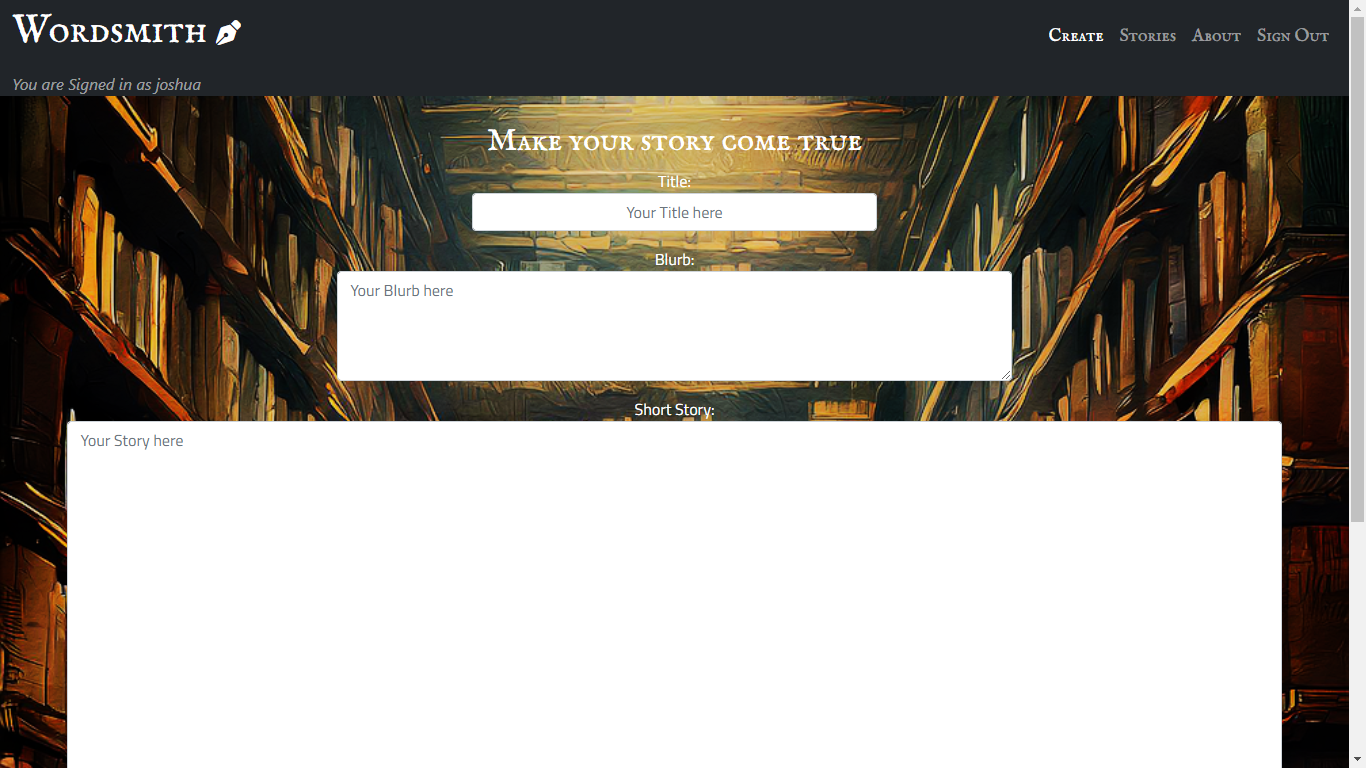 Wordsmith
Create Stories About Sign Out
You are Signed in as joshua
Make your story come true
Title:
Your Title here
Blurb:
Your Blurb here
Short Story:
Your Story here